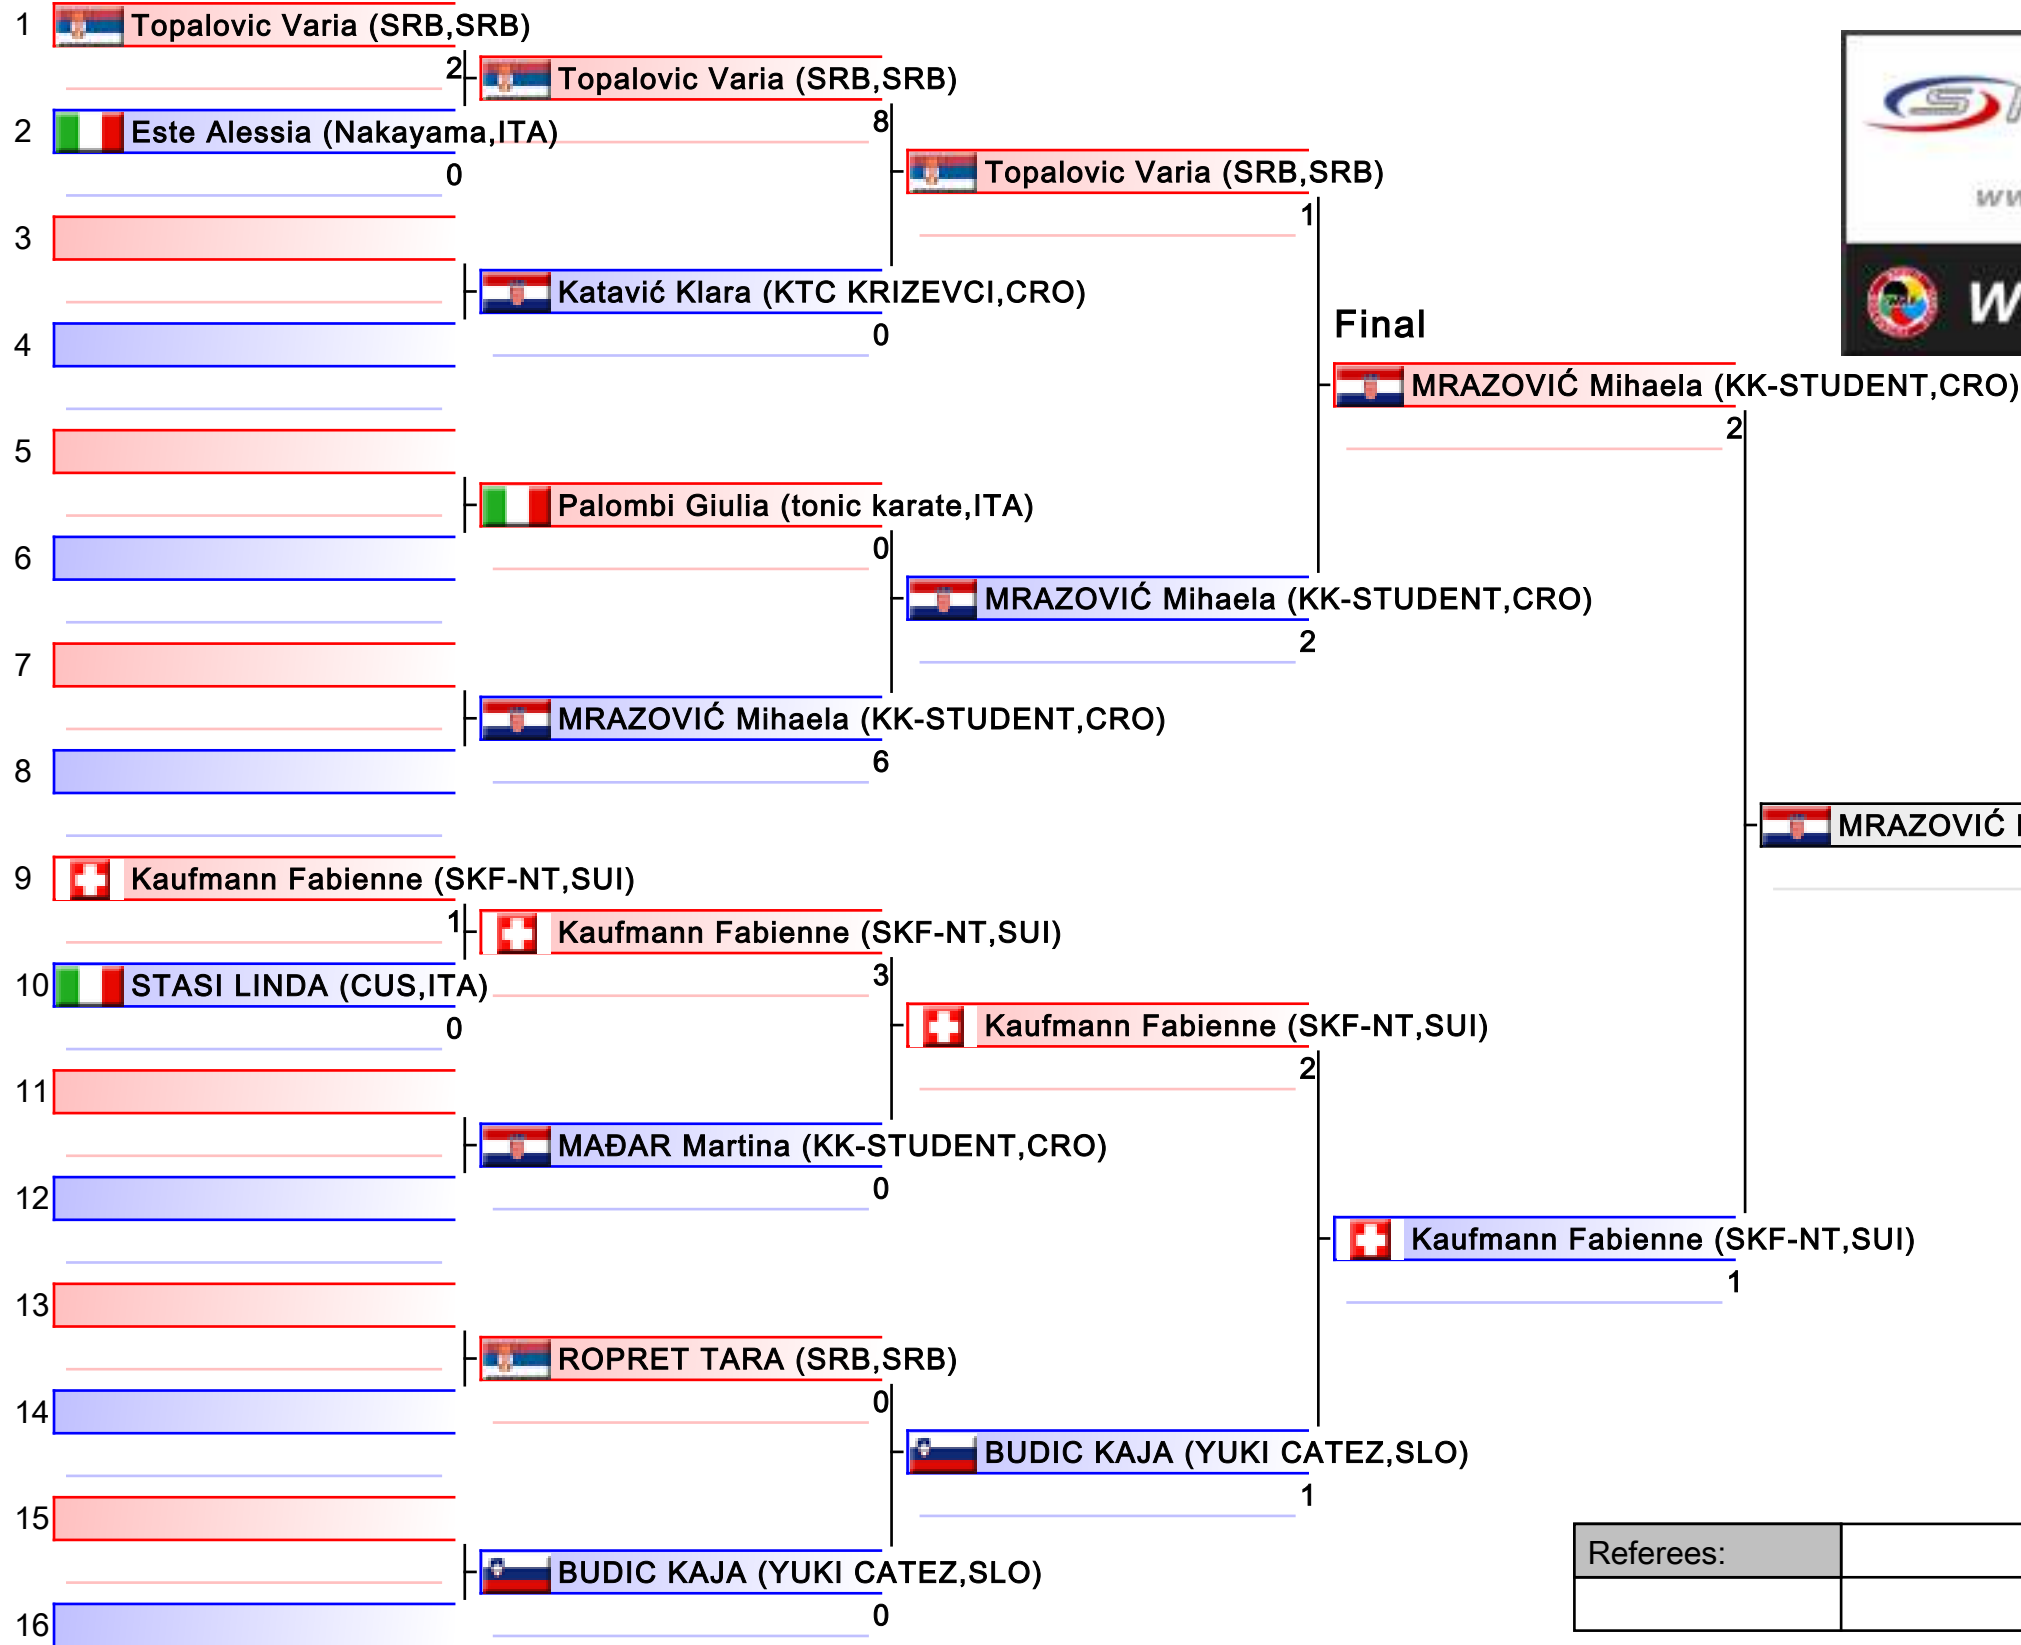 1 Topalovic Varia (SRB,SRB)
2 Topalovic Varia (SRB,SRB)
2 Este Alessia (Nakayama,ITA)
8
0
Topalovic Varia (SRB,SRB)
1
3
Katavić Klara (KTC KRIZEVCI,CRO)
0
4
Final
MRAZOVIĆ Mihaela (KK-STUDENT,CRO)
2
5
Palombi Giulia (tonic karate,ITA)
0
6
MRAZOVIĆ Mihaela (KK-STUDENT,CRO)
2
7
MRAZOVIĆ Mihaela (KK-STUDENT,CRO)
6
8
MRAZOVIĆ
9 Kaufmann Fabienne (SKF-NT,SUI)
1 Kaufmann Fabienne (SKF-NT,SUI)
3
10 STASI LINDA (CUS,ITA)
0
Kaufmann Fabienne (SKF-NT,SUI)
2
11
MAĐAR Martina (KK-STUDENT,CRO)
0
12
Kaufmann Fabienne (SKF-NT,SUI)
1
13
ROPRET TARA (SRB,SRB)
0
14
BUDIC KAJA (YUKI CATEZ,SLO)
1
15
Referees:
BUDIC KAJA (YUKI CATEZ,SLO)
0
16